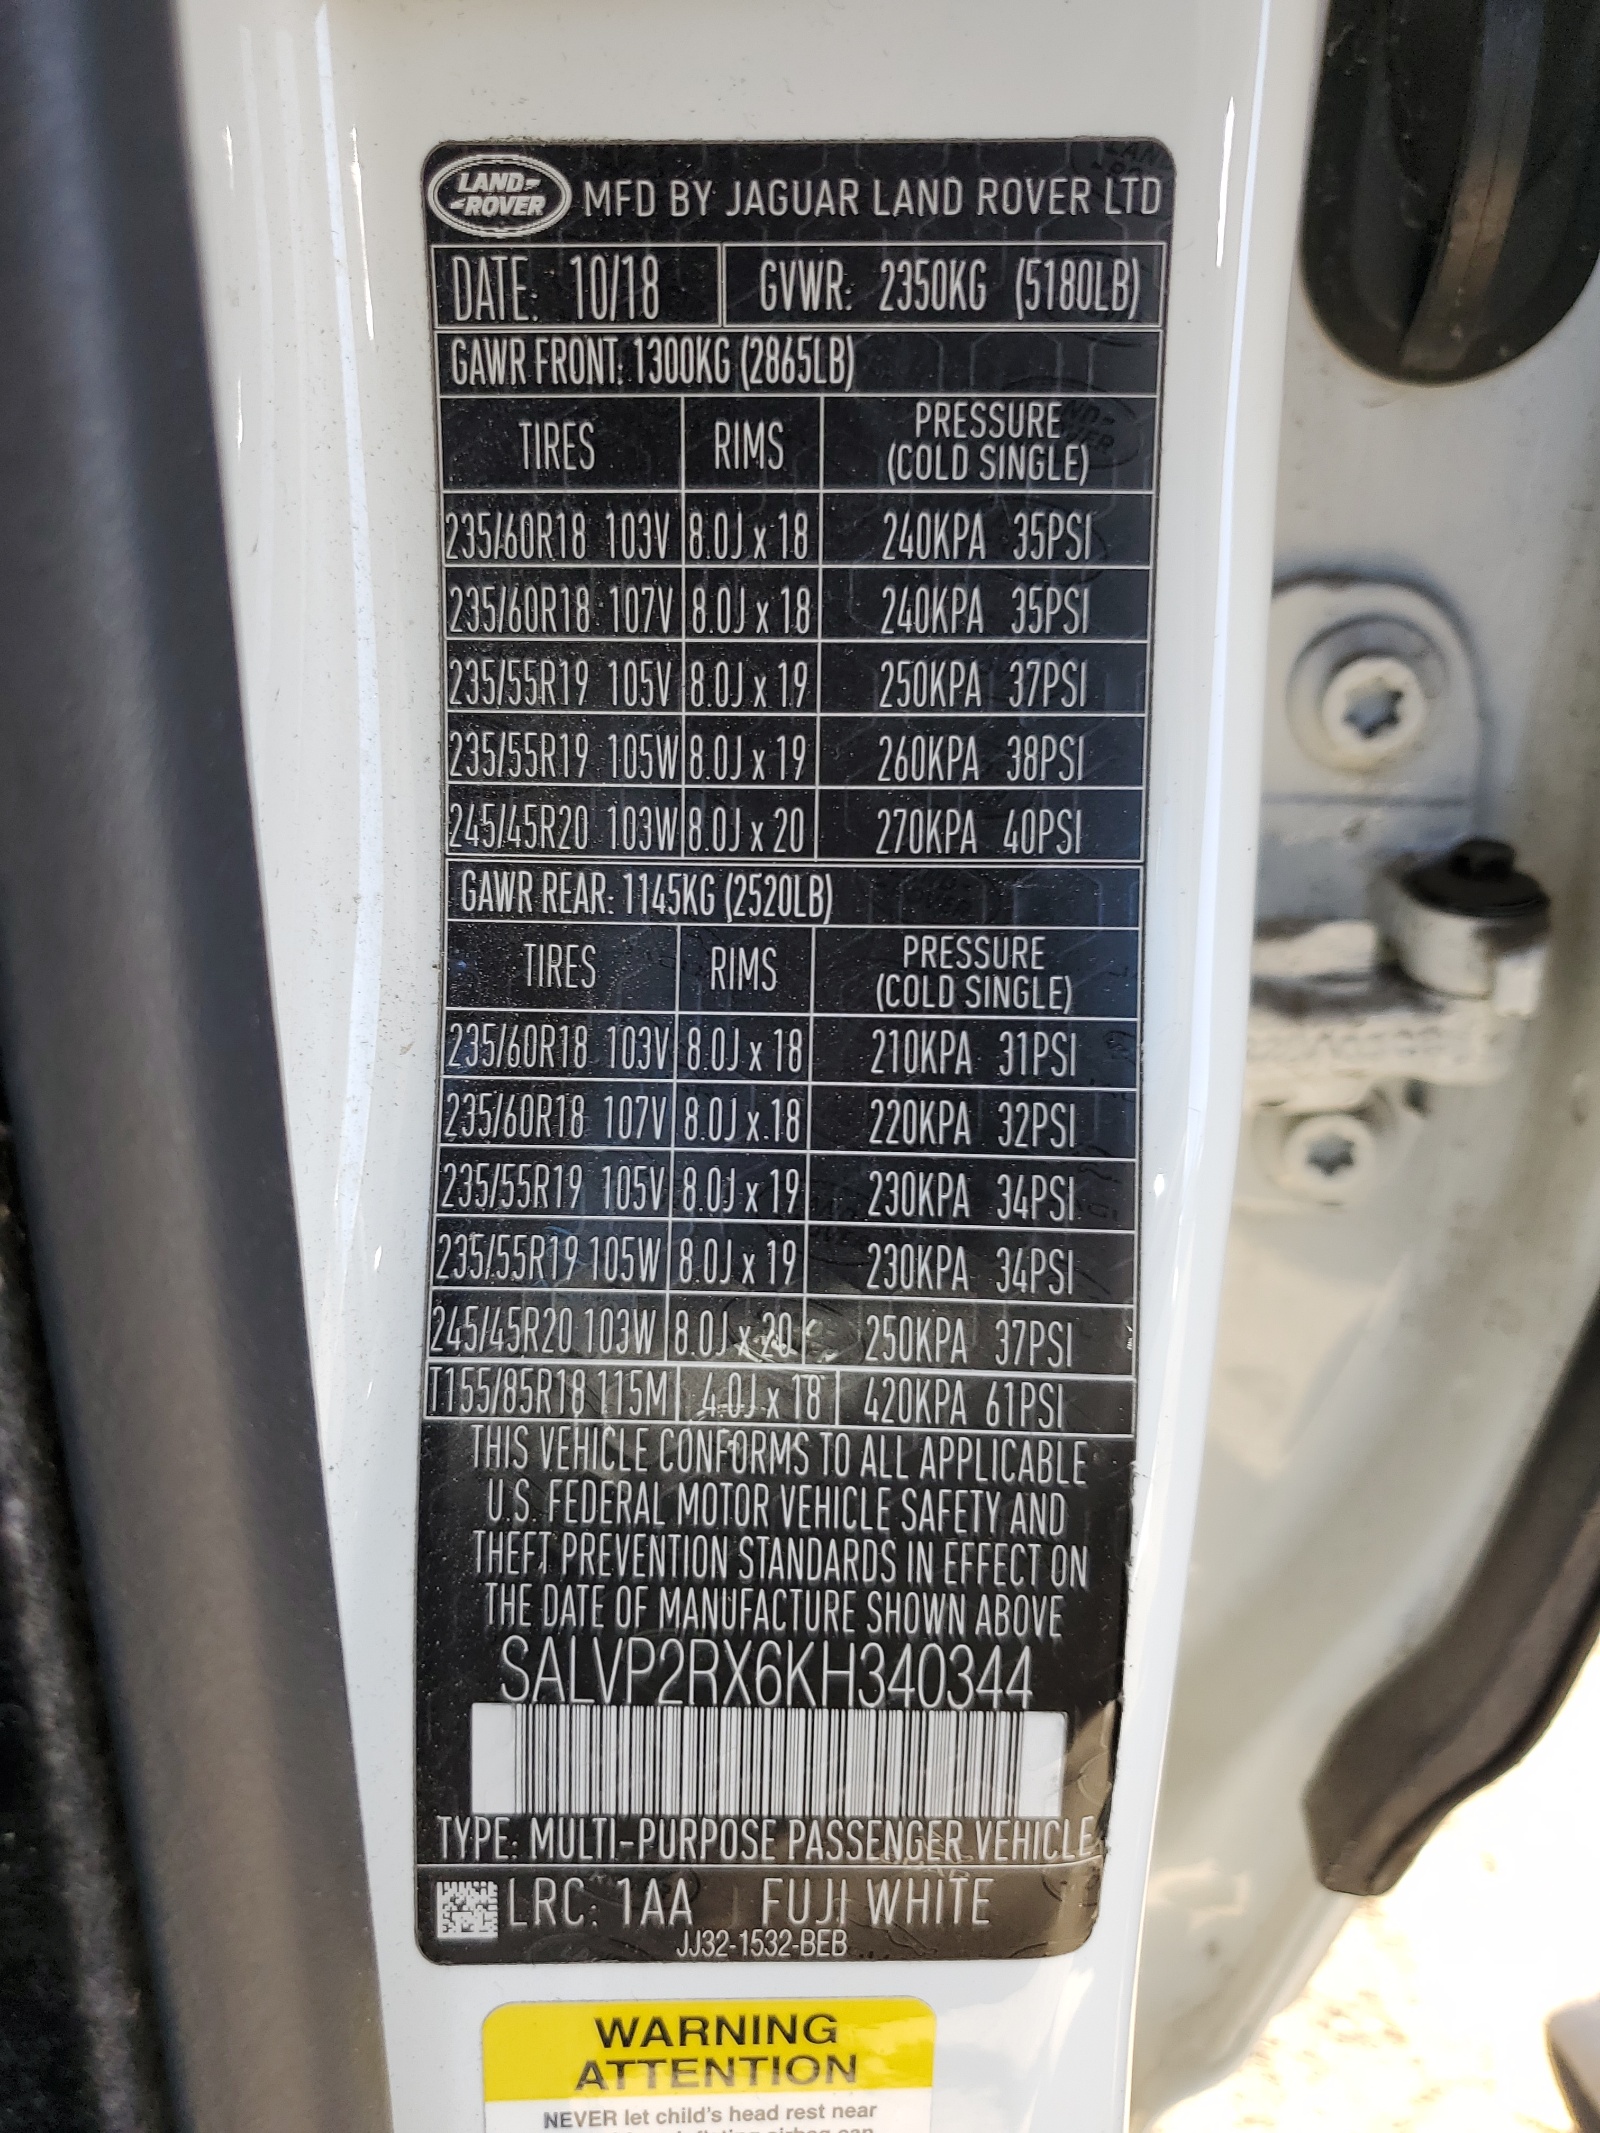 LAND-
-ROVER
MFD BY JAGUAR LAND ROVER LTD
DATE: 10/18 GVWR: 2350KG (5180LB)
GAWR FRONT: 1300KG (2865LB)
TIRES RIMS PRESSURE
(COLD SINGLE)
235/60R18 103V 8.0J x 18 240KPA 35PSI
235/60R18 107V 8.0J x 18 240KPA 35PSI
235/55R19 105V 8.0J x 19 250KPA 37PSI
235/55R19 105W 8.0J x 19 260KPA 38PSI
245/45R20 103W 8.0J x 20 270KPA 40PSI
GAWR REAR: 1145KG (2520LB)
TIRES RIMS PRESSURE
(COLD SINGLE)
235/60R18 103V 8.0J x 18 210KPA 31PSI
235/60R18 107V 8.0J x 18 220KPA 32PSI
235/55R19 105V 8.0J x 19 230KPA 34PSI
235/55R19 105W 8.0J x 19 230KPA 34PSI
245/45R20 103W 8.0J x 20 250KPA 37PSI
T155/85R18 115M 4.0J x 18 420KPA 61PSI
THIS VEHICLE CONFORMS TO ALL APPLICABLE
U.S. FEDERAL MOTOR VEHICLE SAFETY AND
THEFT PREVENTION STANDARDS IN EFFECT ON
THE DATE OF MANUFACTURE SHOWN ABOVE
SALVP2RX6KH340344
TYPE: MULTI-PURPOSE PASSENGER VEHICLE
LRC: 1AA FUJI WHITE
JJ32-1532-BEB
WARNING
ATTENTION
NEVER let child's head rest near